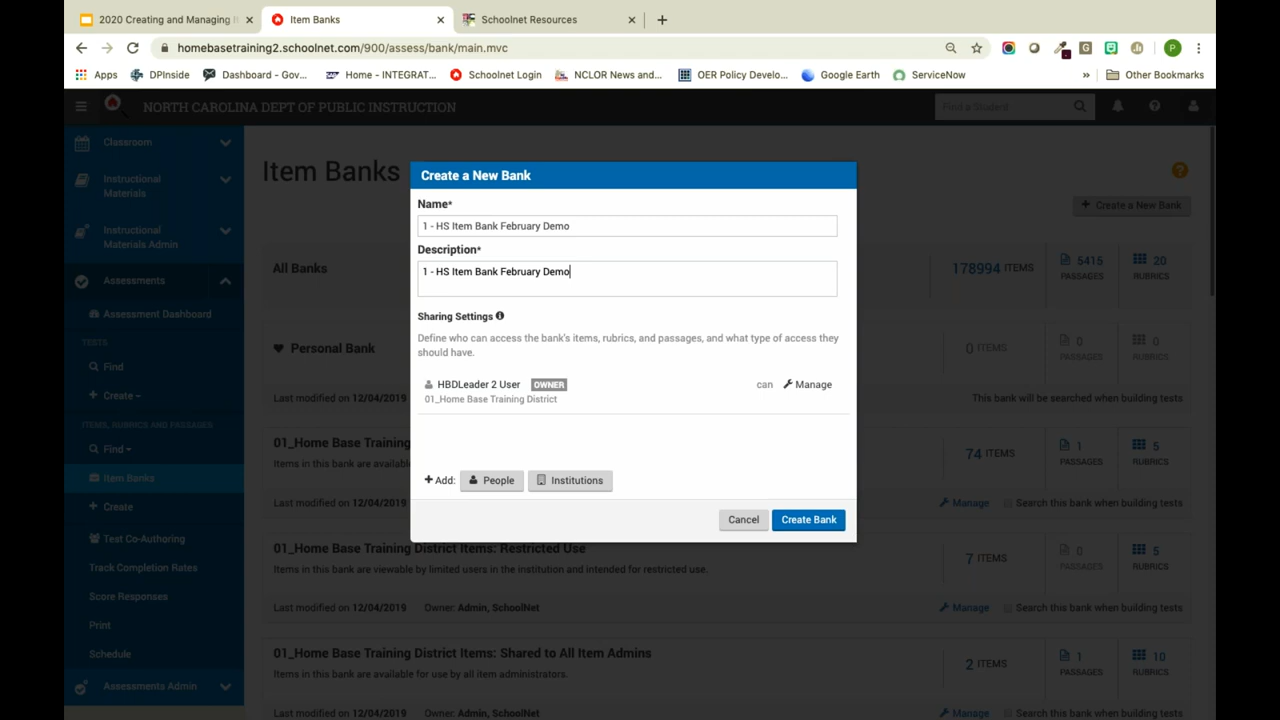 2020 Creating and Managing
Item Banks
Schoolnet Resources
homebasetraining2.schoolnet.com/900/assess/bank/main.mvc
Apps
DPInside
Dashboard - Gov...
Home - INTEGRAT...
Schoolnet Login
NCLOR News and...
OER Policy Develo...
Google Earth
ServiceNow
»
Other Bookmarks
NORTH CAROLINA DEPT OF PUBLIC INSTRUCTION
Find a Student
Classroom
Instructional
Materials
Instructional
Materials Admin
Assessments
Assessment Dashboard
TESTS
Find
+ Create
ITEMS, RUBRICS AND PASSAGES
Find
Item Banks
+ Create
Test Co-Authoring
Track Completion Rates
Score Responses
Print
Schedule
Assessments Admin
Item Banks
+ Create a New Bank
All Banks
178994 ITEMS
5415
PASSAGES
20
RUBRICS
Personal Bank
0 ITEMS
0
PASSAGES
0
RUBRICS
Last modified on 12/04/2019
This bank will be searched when building tests
01_Home Base Training
Items in this bank are availab
74 ITEMS
1
PASSAGES
5
RUBRICS
Last modified on 12/04/2019
Manage
Search this bank when building tests
01_Home Base Training District Items: Restricted Use
Items in this bank are viewable by limited users in the institution and intended for restricted use.
7 ITEMS
0
PASSAGES
5
RUBRICS
Last modified on 12/04/2019
Owner: Admin, SchoolNet
Manage
Search this bank when building tests
01_Home Base Training District Items: Shared to All Item Admins
Items in this bank are available for use by all item administrators.
2 ITEMS
1
PASSAGES
10
RUBRICS
Last modified on 12/04/2019
Owner: Admin, SchoolNet
Manage
Search this bank when building tests
Create a New Bank
Name*
1 - HS Item Bank February Demo
Description*
1 - HS Item Bank February Demo
Sharing Settings
Define who can access the bank's items, rubrics, and passages, and what type of access they
should have.
HBDLeader 2 User OWNER
can Manage
01_Home Base Training District
+ Add: People Institutions
Cancel
Create Bank